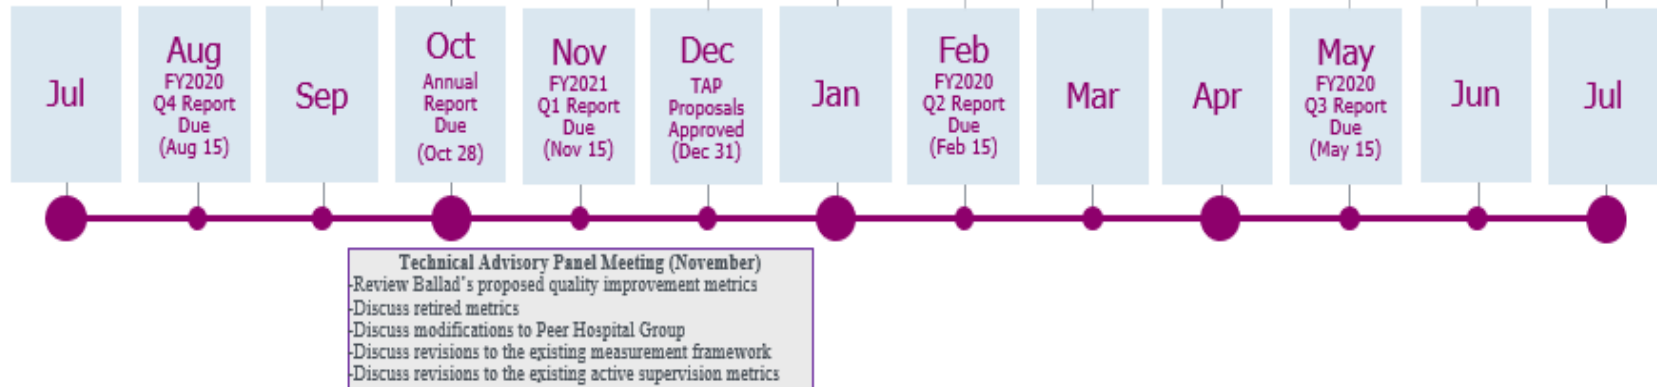 Jul
Aug
FY2020
Q4 Report
Due
(Aug 15)
Sep
Oct
Annual
Report
Due
(Oct 28)
Nov
FY2021
Q1 Report
Due
(Nov 15)
Dec
TAP
Proposals
Approved
(Dec 31)
Jan
Feb
FY2020
Q2 Report
Due
(Feb 15)
Mar
Apr
May
FY2020
Q3 Report
Due
(May 15)
Jun
Jul
Technical Advisory Panel Meeting (November)
-Review Ballad's proposed quality improvement metrics
-Discuss retired metrics
-Discuss modifications to Peer Hospital Group
-Discuss revisions to the existing measurement framework
-Discuss revisions to the existing active supervision metrics